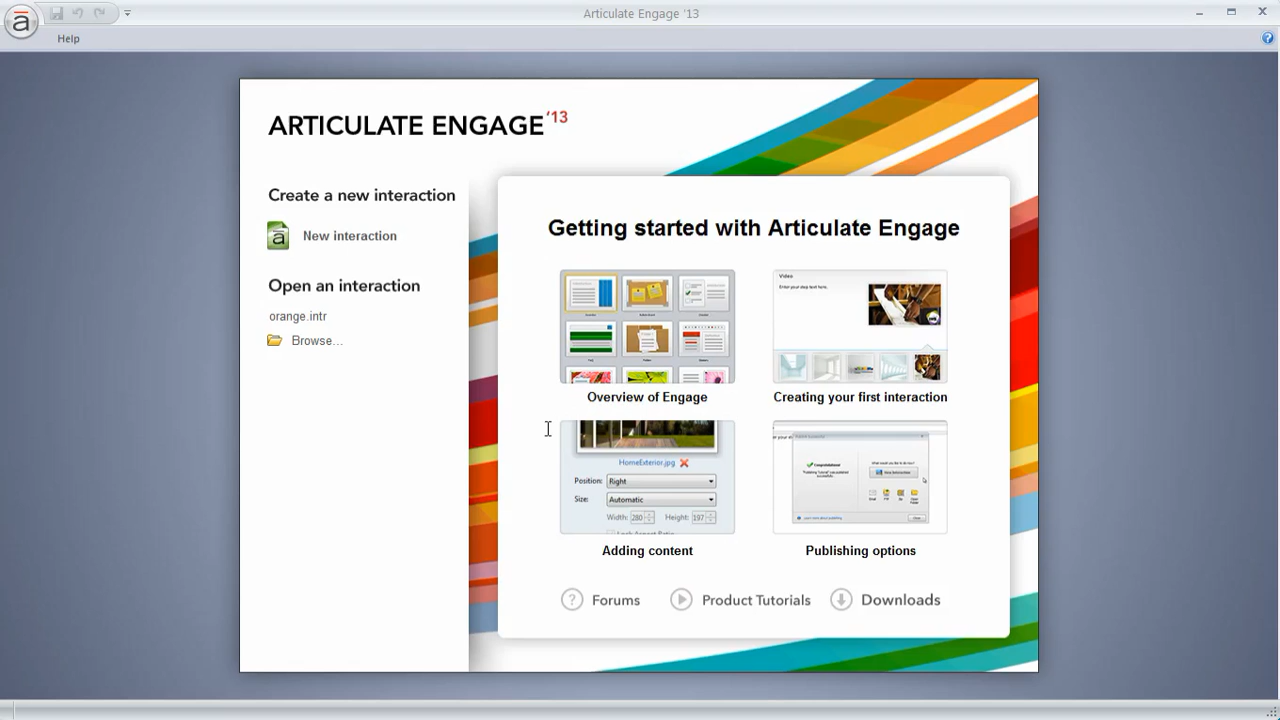 Articulate Engage '13
Help
ARTICULATE ENGAGE '13
Create a new interaction
New interaction
Open an interaction
orange.intr
Browse...
Getting started with Articulate Engage
Overview of Engage
Video
Creating your first interaction
HomeExterior.jpg
Position: Right
Size: Automatic
Width: 280 Height: 197
Adding content
Publishing options
Forums
Product Tutorials
Downloads